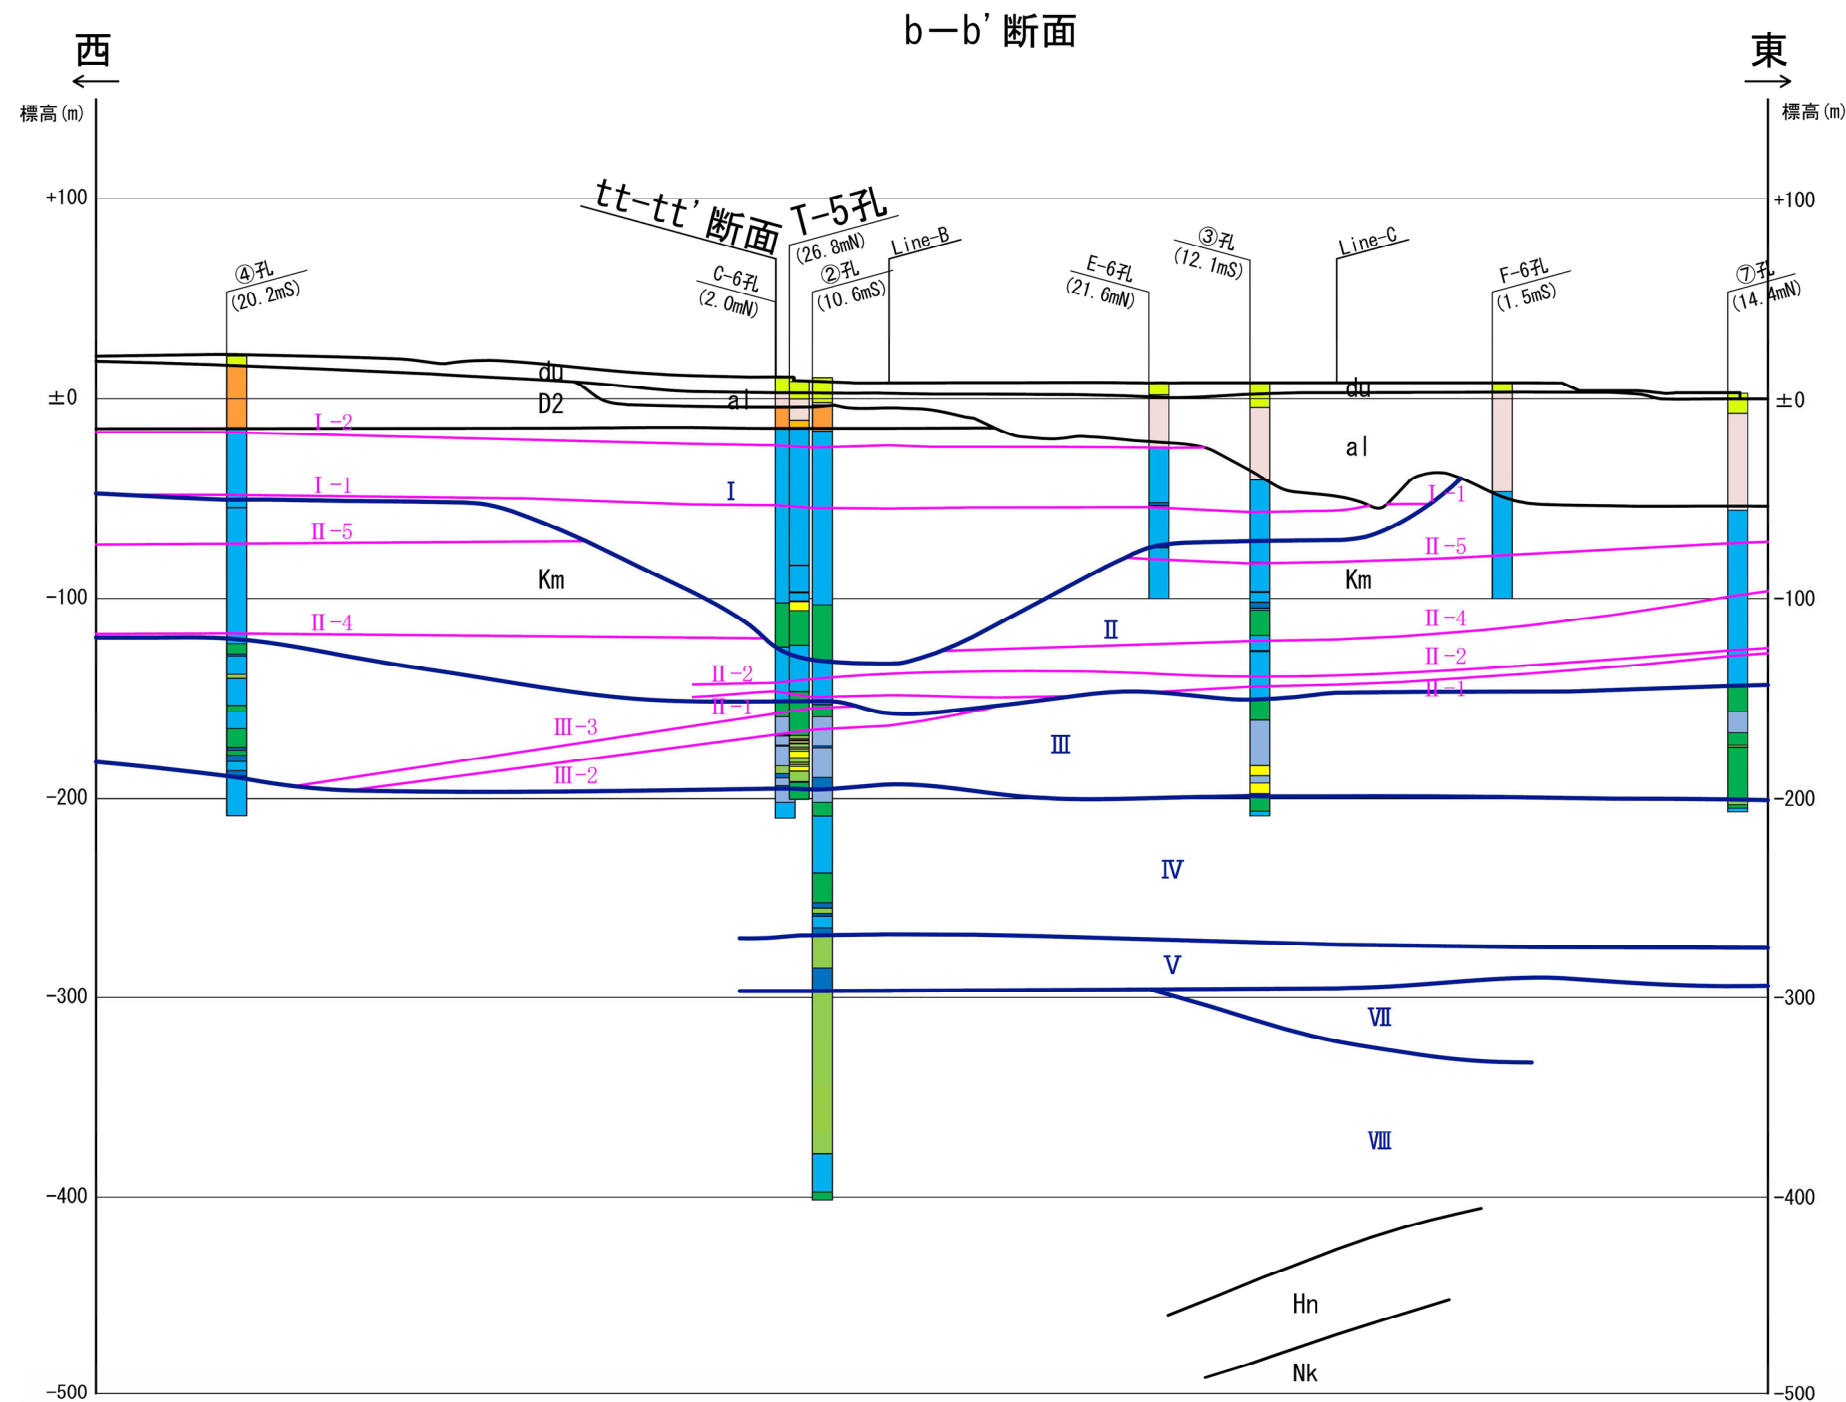 b－b’断面
西
東
標高(m)
標高(m)
+100
+100
tt-tt’断面
T-5孔
(26.8mN)
Line-B
④孔
(20.2mS)
C-6孔
(2.0mN)
②孔
(10.6mS)
E-6孔
(21.6mN)
③孔
(12.1mS)
Line-C
F-6孔
(1.5mS)
⑦孔
(14.4mN)
du
du
±0
D2
al
±0
Ⅰ-2
al
Ⅰ-1
Ⅰ
Ⅰ-1
Ⅱ-5
Ⅱ-5
Km
Km
-100
-100
Ⅱ-4
Ⅱ
Ⅱ-4
Ⅱ-2
Ⅱ-2
Ⅱ-1
Ⅱ-1
Ⅲ-3
Ⅲ
Ⅲ-2
-200
-200
Ⅳ
Ⅴ
-300
-300
Ⅶ
Ⅷ
-400
-400
Hn
Nk
-500
-500